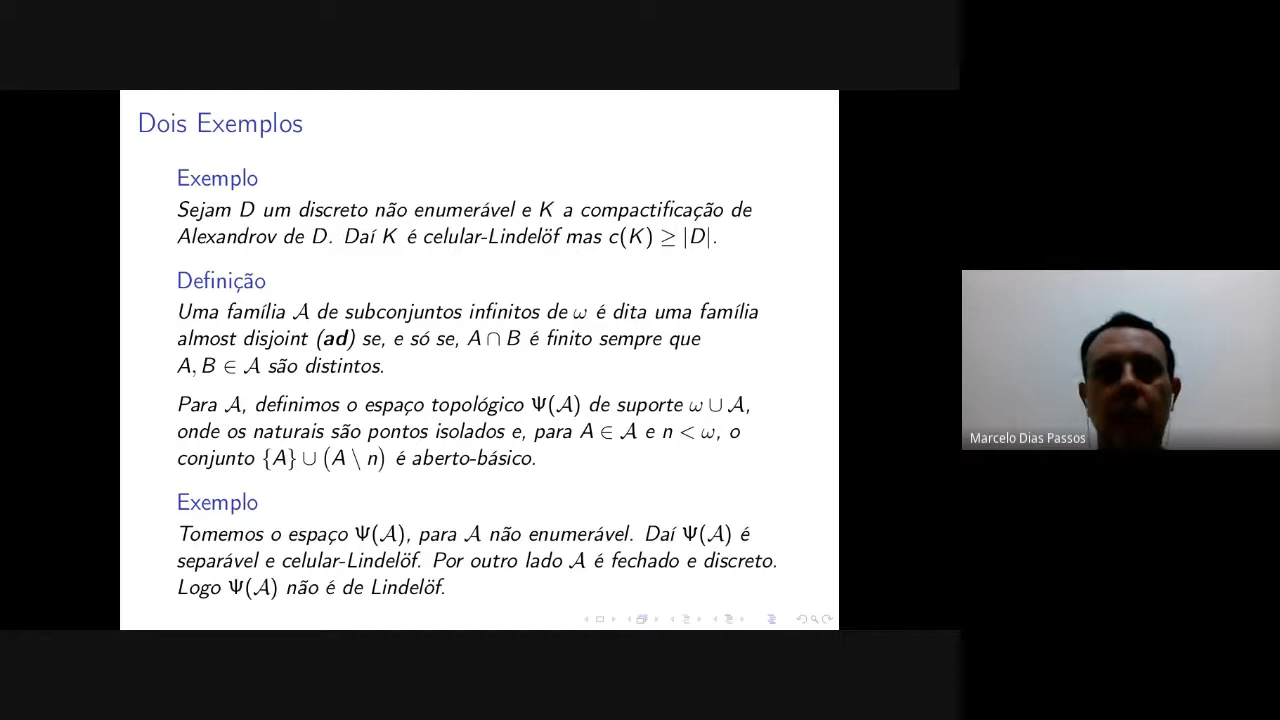 Dois Exemplos
Exemplo
Sejam D um discreto não enumerável e K a compactificação de
Alexandrov de D. Daí K é celular-Lindelöf mas c(K) ≥ |D|.
Definição
Uma família 𝒜 de subconjuntos infinitos de ω é dita uma família
almost disjoint (ad) se, e só se, A ∩ B é finito sempre que
A, B ∈ 𝒜 são distintos.
Para 𝒜, definimos o espaço topológico Ψ(𝒜) de suporte ω ∪ 𝒜,
onde os naturais são pontos isolados e, para A ∈ 𝒜 e n < ω, o
conjunto {A} ∪ (A \ n) é aberto-básico.
Exemplo
Tomemos o espaço Ψ(𝒜), para 𝒜 não enumerável. Daí Ψ(𝒜) é
separável e celular-Lindelöf. Por outro lado 𝒜 é fechado e discreto.
Logo Ψ(𝒜) não é de Lindelöf.
Marcelo Dias Passos